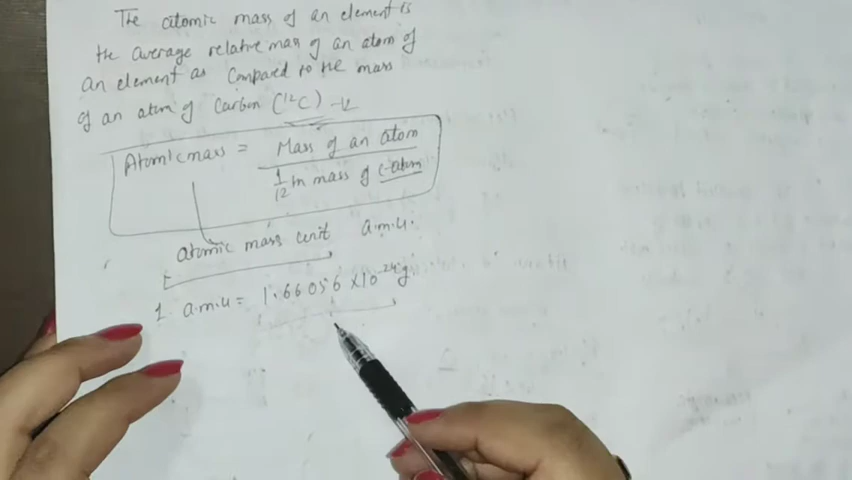 The atomic mass of an element is
the average relative mass of an atom of
an element as compared to the mass
of an atom of Carbon (¹²C) - 12
Atomic mass = Mass of an atom
1/12 th mass of C-atom
atomic mass unit a.m.u.
1. a.m.u = 1.66056 x 10⁻²⁴g